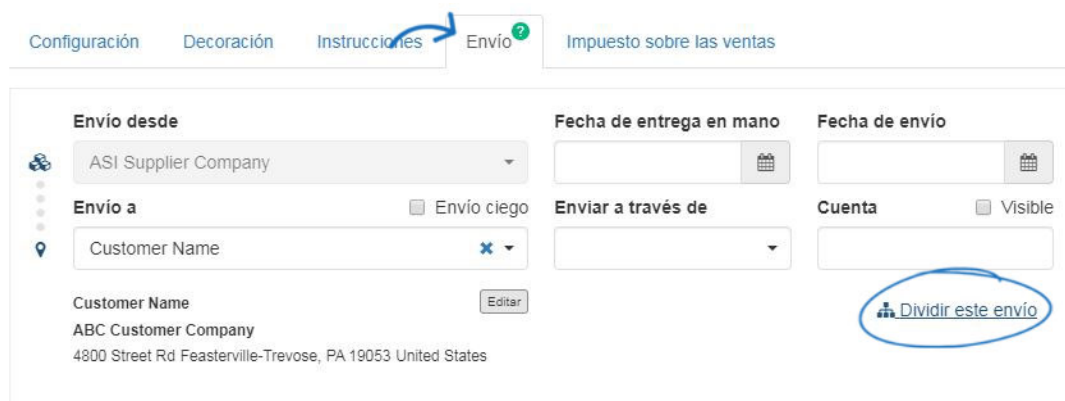 Configuración Decoración Instrucciones Envío ? Impuesto sobre las ventas
Envío desde Fecha de entrega en mano Fecha de envío
ASI Supplier Company
Envío a Envío ciego Enviar a través de Cuenta Visible
Customer Name
Customer Name Editar Dividir este envío
ABC Customer Company
4800 Street Rd Feasterville-Trevose, PA 19053 United States